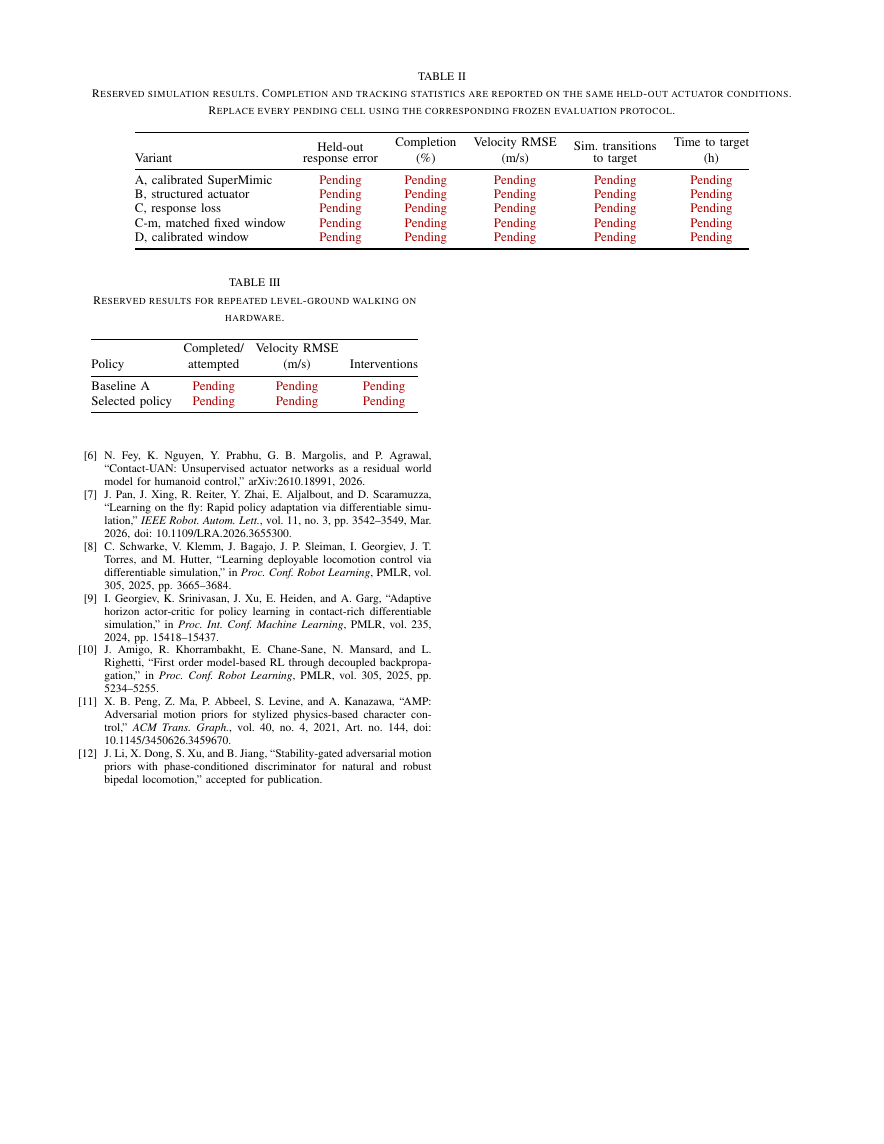 TABLE II
RESERVED SIMULATION RESULTS. COMPLETION AND TRACKING STATISTICS ARE REPORTED ON THE SAME HELD-OUT ACTUATOR CONDITIONS.
REPLACE EVERY PENDING CELL USING THE CORRESPONDING FROZEN EVALUATION PROTOCOL.
Variant Held-out response error Completion (%) Velocity RMSE (m/s) Sim. transitions to target Time to target (h)
A, calibrated SuperMimic Pending Pending Pending Pending Pending
B, structured actuator Pending Pending Pending Pending Pending
C, response loss Pending Pending Pending Pending Pending
C-m, matched fixed window Pending Pending Pending Pending Pending
D, calibrated window Pending Pending Pending Pending Pending
TABLE III
RESERVED RESULTS FOR REPEATED LEVEL-GROUND WALKING ON
HARDWARE.
Policy Completed/ attempted Velocity RMSE (m/s) Interventions
Baseline A Pending Pending Pending
Selected policy Pending Pending Pending
[6] N. Fey, K. Nguyen, Y. Prabhu, G. B. Margolis, and P. Agrawal,
“Contact-UAN: Unsupervised actuator networks as a residual world
model for humanoid control,” arXiv:2610.18991, 2026.
[7] J. Pan, J. Xing, R. Reiter, Y. Zhai, E. Aljalbout, and D. Scaramuzza,
“Learning on the fly: Rapid policy adaptation via differentiable simu-
lation,” IEEE Robot. Autom. Lett., vol. 11, no. 3, pp. 3542–3549, Mar.
2026, doi: 10.1109/LRA.2026.3655300.
[8] C. Schwarke, V. Klemm, J. Bagajo, J. P. Sleiman, I. Georgiev, J. T.
Torres, and M. Hutter, “Learning deployable locomotion control via
differentiable simulation,” in Proc. Conf. Robot Learning, PMLR, vol.
305, 2025, pp. 3665–3684.
[9] I. Georgiev, K. Srinivasan, J. Xu, E. Heiden, and A. Garg, “Adaptive
horizon actor-critic for policy learning in contact-rich differentiable
simulation,” in Proc. Int. Conf. Machine Learning, PMLR, vol. 235,
2024, pp. 15418–15437.
[10] J. Amigo, R. Khorrambakht, E. Chane-Sane, N. Mansard, and L.
Righetti, “First order model-based RL through decoupled backpropa-
gation,” in Proc. Conf. Robot Learning, PMLR, vol. 305, 2025, pp.
5234–5255.
[11] X. B. Peng, Z. Ma, P. Abbeel, S. Levine, and A. Kanazawa, “AMP:
Adversarial motion priors for stylized physics-based character con-
trol,” ACM Trans. Graph., vol. 40, no. 4, 2021, Art. no. 144, doi:
10.1145/3450626.3459670.
[12] J. Li, X. Dong, S. Xu, and B. Jiang, “Stability-gated adversarial motion
priors with phase-conditioned discriminator for natural and robust
bipedal locomotion,” accepted for publication.